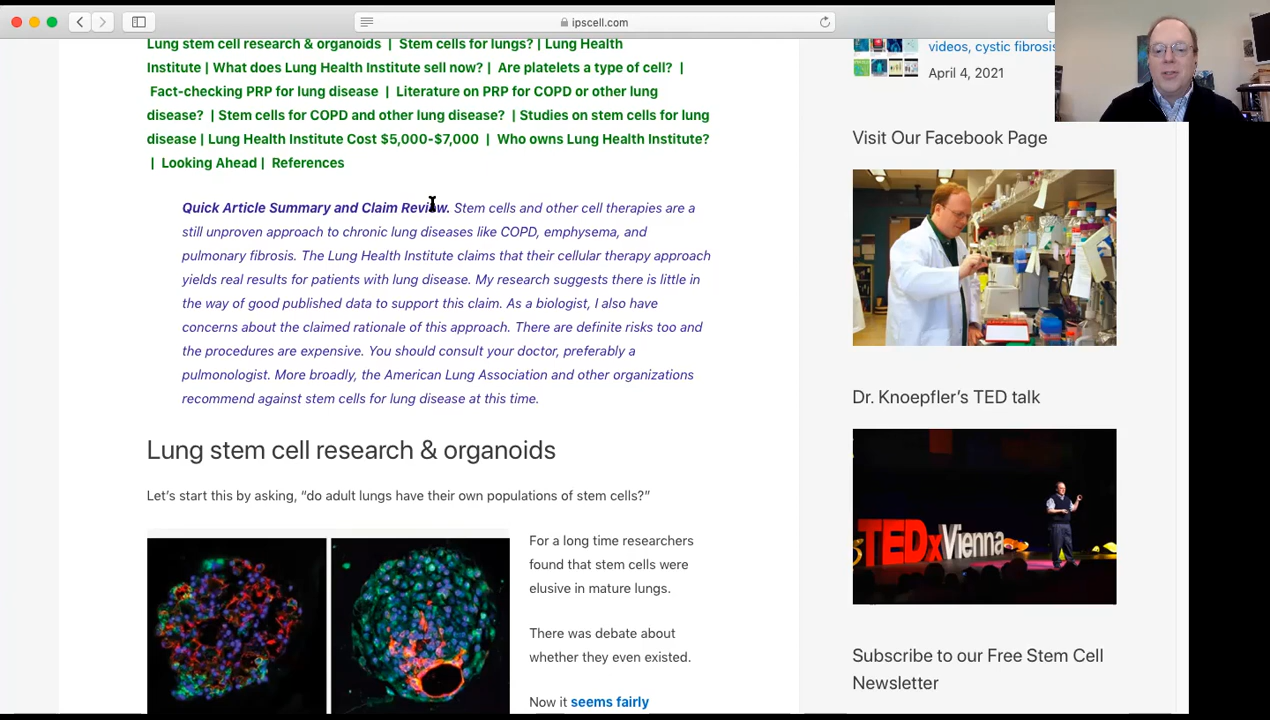 ipscell.com
Lung stem cell research & organoids | Stem cells for lungs? | Lung Health
Institute | What does Lung Health Institute sell now? | Are platelets a type of cell? |
Fact-checking PRP for lung disease | Literature on PRP for COPD or other lung
disease? | Stem cells for COPD and other lung disease? | Studies on stem cells for lung
disease | Lung Health Institute Cost $5,000-$7,000 | Who owns Lung Health Institute?
| Looking Ahead | References
Quick Article Summary and Claim Review. Stem cells and other cell therapies are a
still unproven approach to chronic lung diseases like COPD, emphysema, and
pulmonary fibrosis. The Lung Health Institute claims that their cellular therapy approach
yields real results for patients with lung disease. My research suggests there is little in
the way of good published data to support this claim. As a biologist, I also have
concerns about the claimed rationale of this approach. There are definite risks too and
the procedures are expensive. You should consult your doctor, preferably a
pulmonologist. More broadly, the American Lung Association and other organizations
recommend against stem cells for lung disease at this time.
Lung stem cell research & organoids
Let's start this by asking, “do adult lungs have their own populations of stem cells?”
For a long time researchers
found that stem cells were
elusive in mature lungs.
There was debate about
whether they even existed.
Now it seems fairly
videos, cystic fibrosis
April 4, 2021
Visit Our Facebook Page
Dr. Knoepfler's TED talk
TEDxVienna
Subscribe to our Free Stem Cell
Newsletter